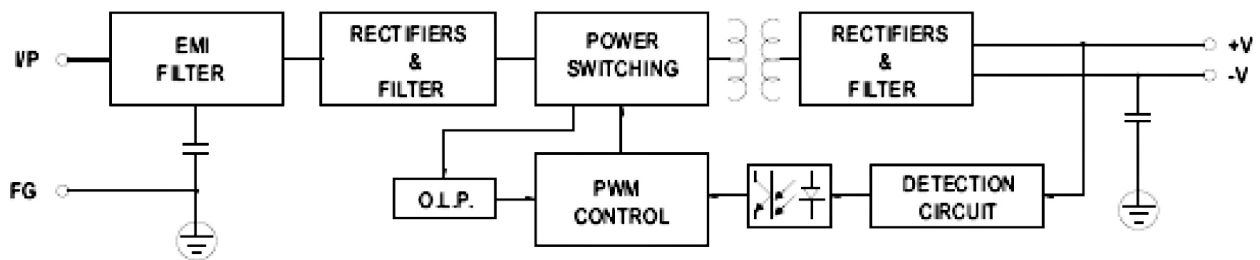 I/P
EMI
FILTER
RECTIFIERS
&
FILTER
POWER
SWITCHING
RECTIFIERS
&
FILTER
+V
-V
FG
O.L.P.
PWM
CONTROL
DETECTION
CIRCUIT